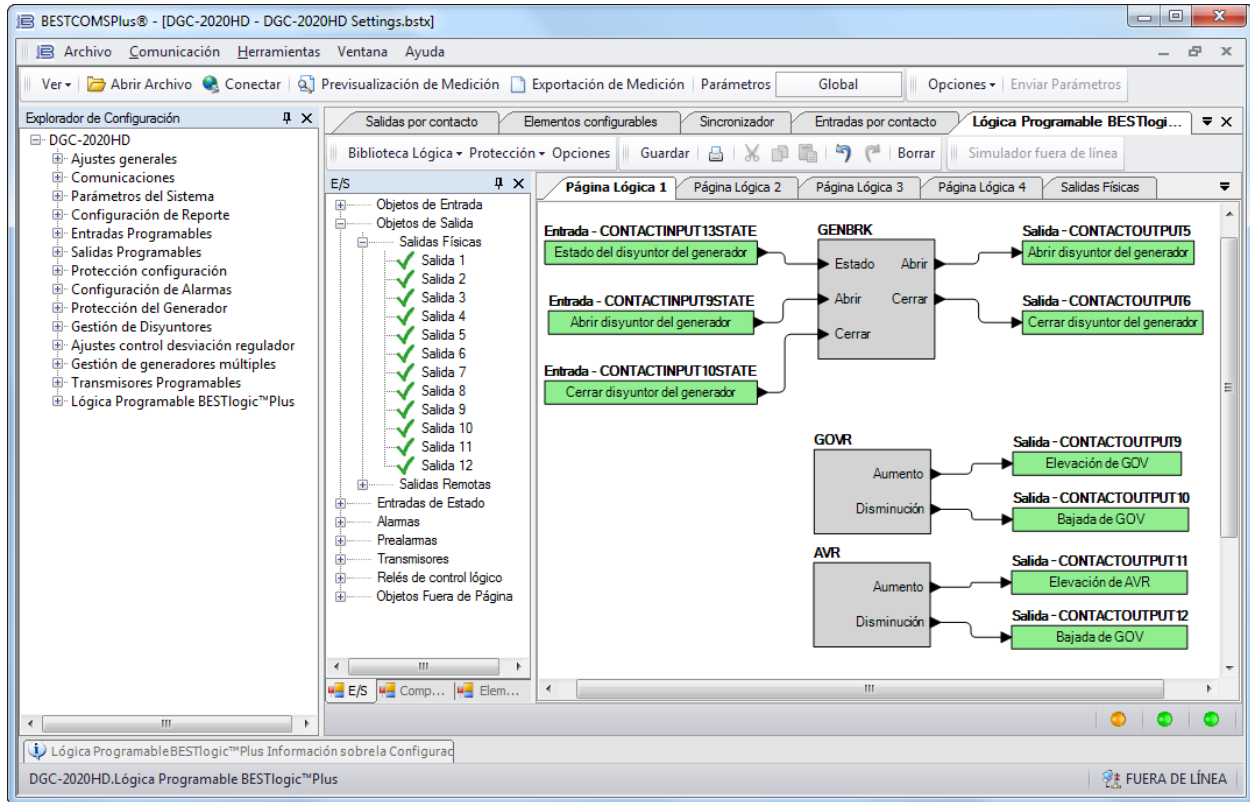 BESTCOMSPlus® - [DGC-2020HD - DGC-2020HD Settings.bstx]
Archivo Comunicación Herramientas Ventana Ayuda
Ver Abrir Archivo Conectar Previsualización de Medición Exportación de Medición Parámetros Global Opciones Enviar Parámetros
Explorador de Configuración
DGC-2020HD
Ajustes generales
Comunicaciones
Parámetros del Sistema
Configuración de Reporte
Entradas Programables
Salidas Programables
Protección configuración
Configuración de Alarmas
Protección del Generador
Gestión de Disyuntores
Ajustes control desviación regulador
Gestión de generadores múltiples
Transmisores Programables
Lógica Programable BESTlogic™Plus
Salidas por contacto Elementos configurables Sincronizador Entradas por contacto Lógica Programable BESTlogi...
Biblioteca Lógica Protección Opciones Guardar Borrar Simulador fuera de línea
E/S
Objetos de Entrada
Objetos de Salida
Salidas Físicas
Salida 1
Salida 2
Salida 3
Salida 4
Salida 5
Salida 6
Salida 7
Salida 8
Salida 9
Salida 10
Salida 11
Salida 12
Salidas Remotas
Entradas de Estado
Alarmas
Prealarmas
Transmisores
Relés de control lógico
Objetos Fuera de Página
E/S Comp... Elem...
Página Lógica 1 Página Lógica 2 Página Lógica 3 Página Lógica 4 Salidas Físicas
Entrada - CONTACTINPUT13STATE
Estado del disyuntor del generador
Entrada - CONTACTINPUT9STATE
Abrir disyuntor del generador
Entrada - CONTACTINPUT10STATE
Cerrar disyuntor del generador
GENBRK
Estado Abrir
Abrir Cerrar
Cerrar
Salida - CONTACTOUTPUT5
Abrir disyuntor del generador
Salida - CONTACTOUTPUT6
Cerrar disyuntor del generador
GOVR
Aumento
Disminución
Salida - CONTACTOUTPUT9
Elevación de GOV
Salida - CONTACTOUTPUT10
Bajada de GOV
AVR
Aumento
Disminución
Salida - CONTACTOUTPUT11
Elevación de AVR
Salida - CONTACTOUTPUT12
Bajada de GOV
Lógica ProgramableBESTlogic™Plus Información sobrela Configurac
DGC-2020HD.Lógica Programable BESTlogic™Plus
FUERA DE LÍNEA